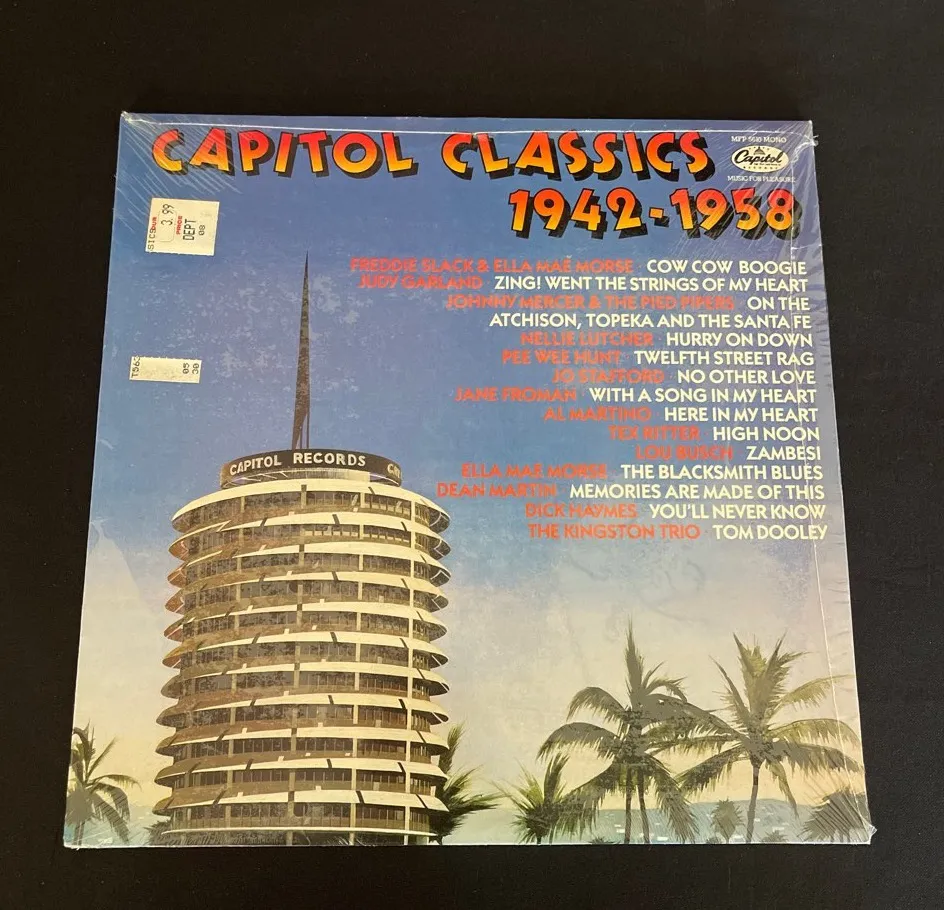 CAPITOL CLASSICS
1942-1958
MFP 5610 MONO
Capitol
RECORDS
MUSIC FOR PLEASURE
3.99
PRICE
DEPT
08
FREDDIE SLACK & ELLA MAE MORSE · COW COW BOOGIE
JUDY GARLAND · ZING! WENT THE STRINGS OF MY HEART
JOHNNY MERCER & THE PIED PIPERS · ON THE
ATCHISON, TOPEKA AND THE SANTA FE
NELLIE LUTCHER · HURRY ON DOWN
PEE WEE HUNT · TWELFTH STREET RAG
JO STAFFORD · NO OTHER LOVE
JANE FROMAN · WITH A SONG IN MY HEART
AL MARTINO · HERE IN MY HEART
TEX RITTER · HIGH NOON
LOU BUSCH · ZAMBESI
ELLA MAE MORSE · THE BLACKSMITH BLUES
DEAN MARTIN · MEMORIES ARE MADE OF THIS
DICK HAYMES · YOU'LL NEVER KNOW
THE KINGSTON TRIO · TOM DOOLEY
05
30
CAPITOL RECORDS